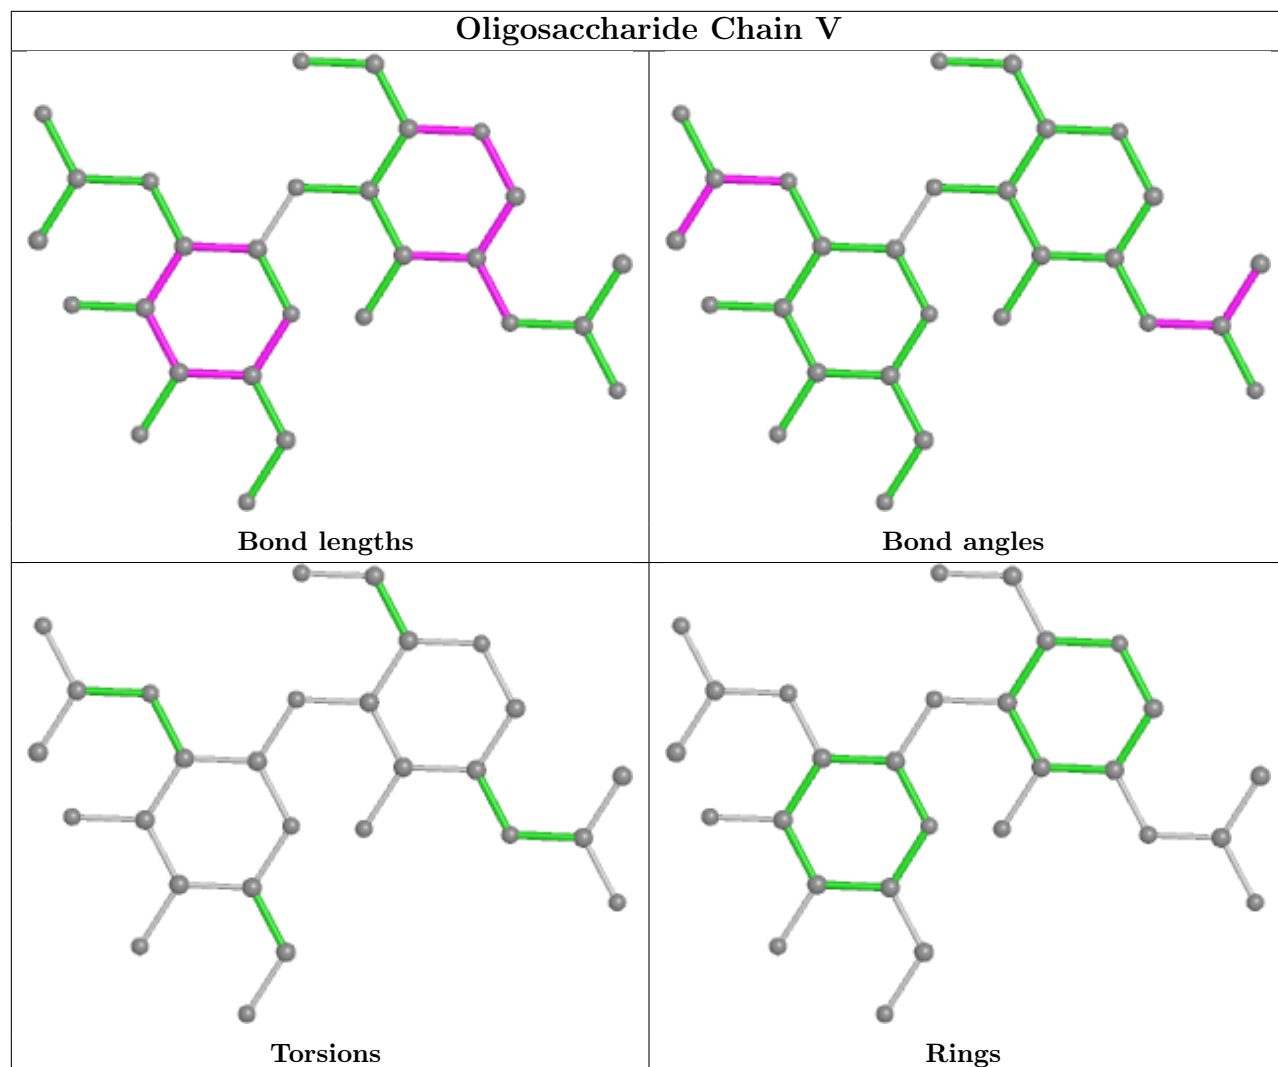 Oligosaccharide Chain V
Bond lengths
Bond angles
Torsions
Rings